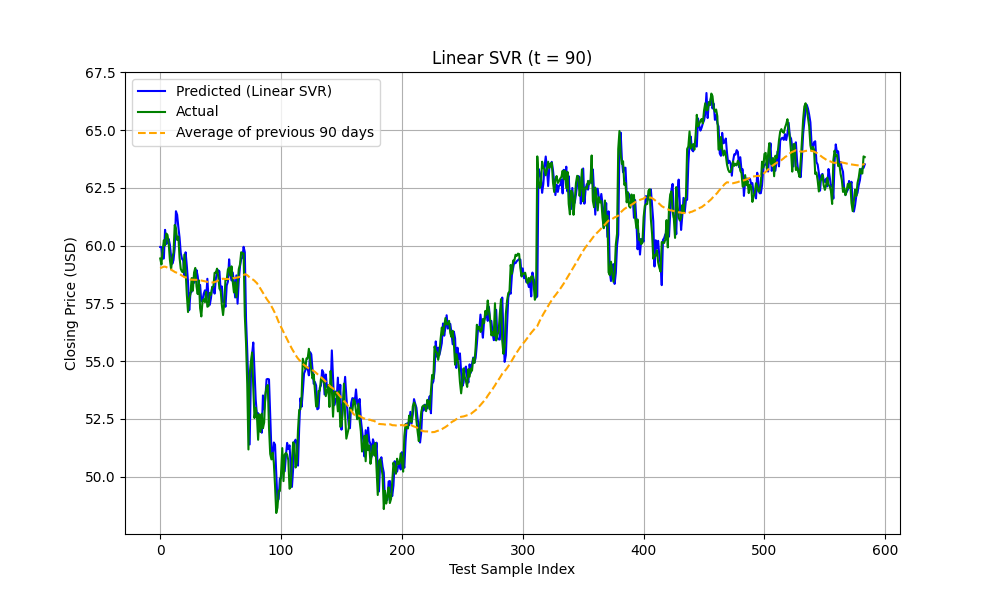 Linear SVR (t = 90)
Predicted (Linear SVR)
Actual
Average of previous 90 days
Closing Price (USD)
67.5
65.0
62.5
60.0
57.5
55.0
52.5
50.0
0 100 200 300 400 500 600
Test Sample Index